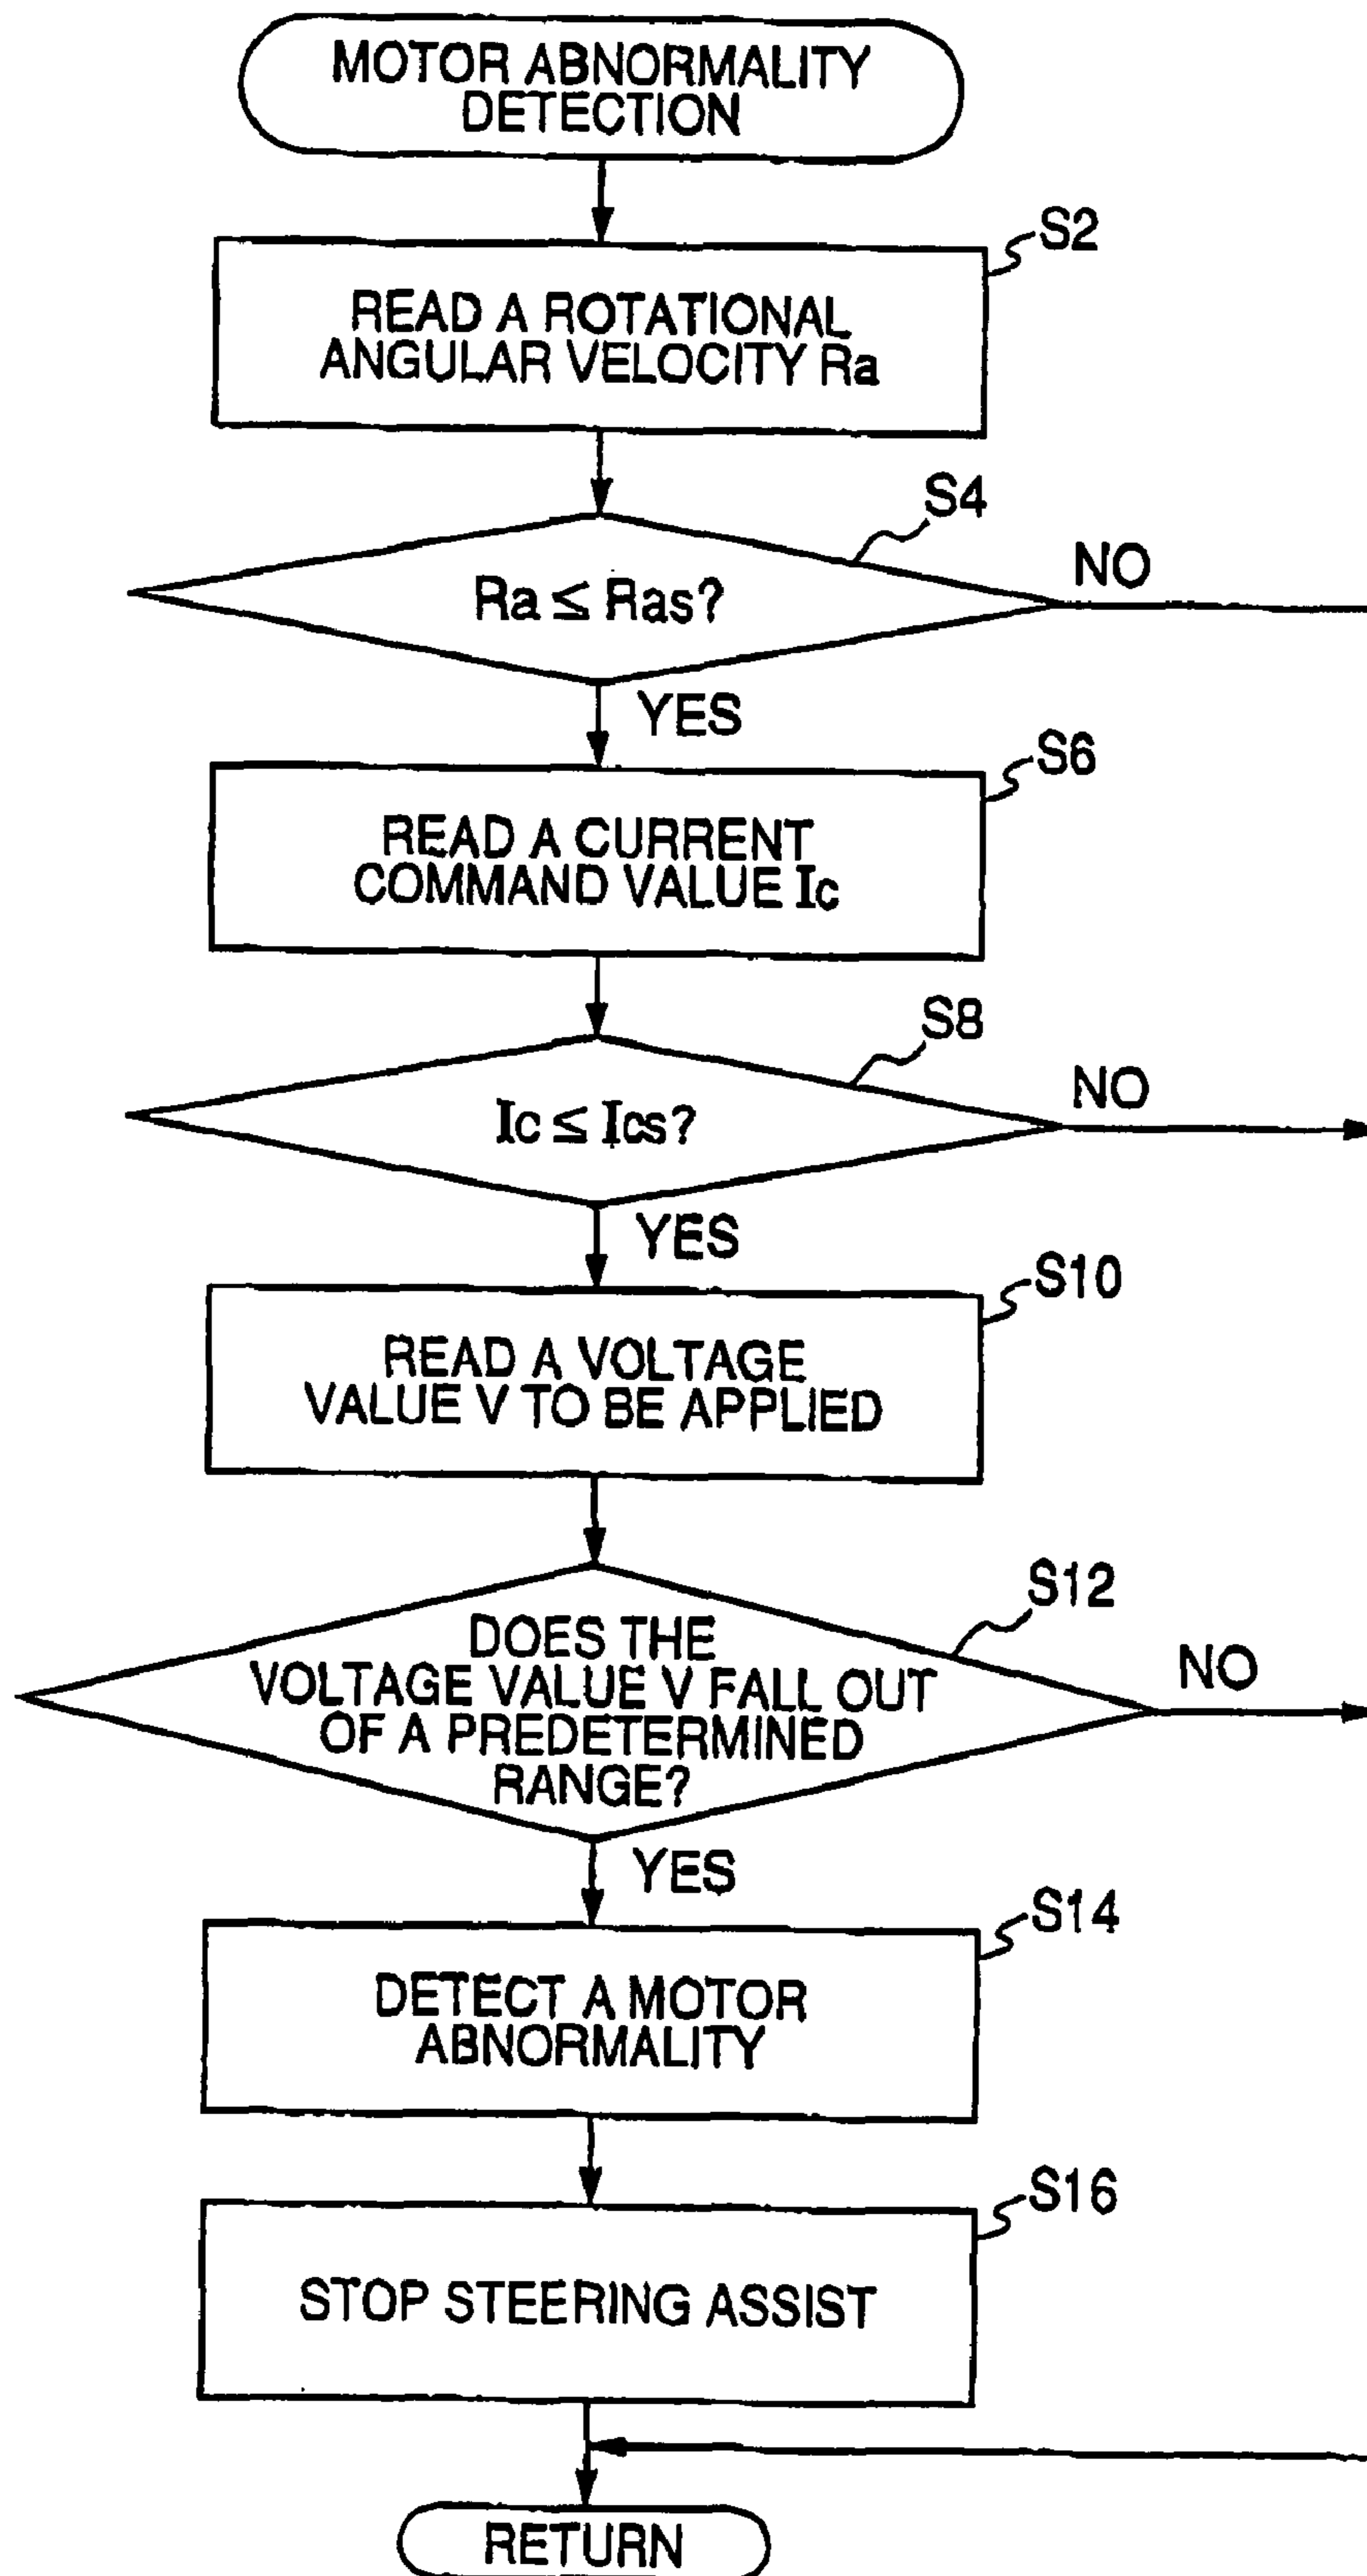 MOTOR ABNORMALITY
DETECTION
S2
READ A ROTATIONAL
ANGULAR VELOCITY Ra
S4
Ra ≤ Ras?
NO
YES
S6
READ A CURRENT
COMMAND VALUE Ic
S8
Ic ≤ Ics?
NO
YES
S10
READ A VOLTAGE
VALUE V TO BE APPLIED
S12
DOES THE
VOLTAGE VALUE V FALL OUT
OF A PREDETERMINED
RANGE?
NO
YES
S14
DETECT A MOTOR
ABNORMALITY
S16
STOP STEERING ASSIST
RETURN